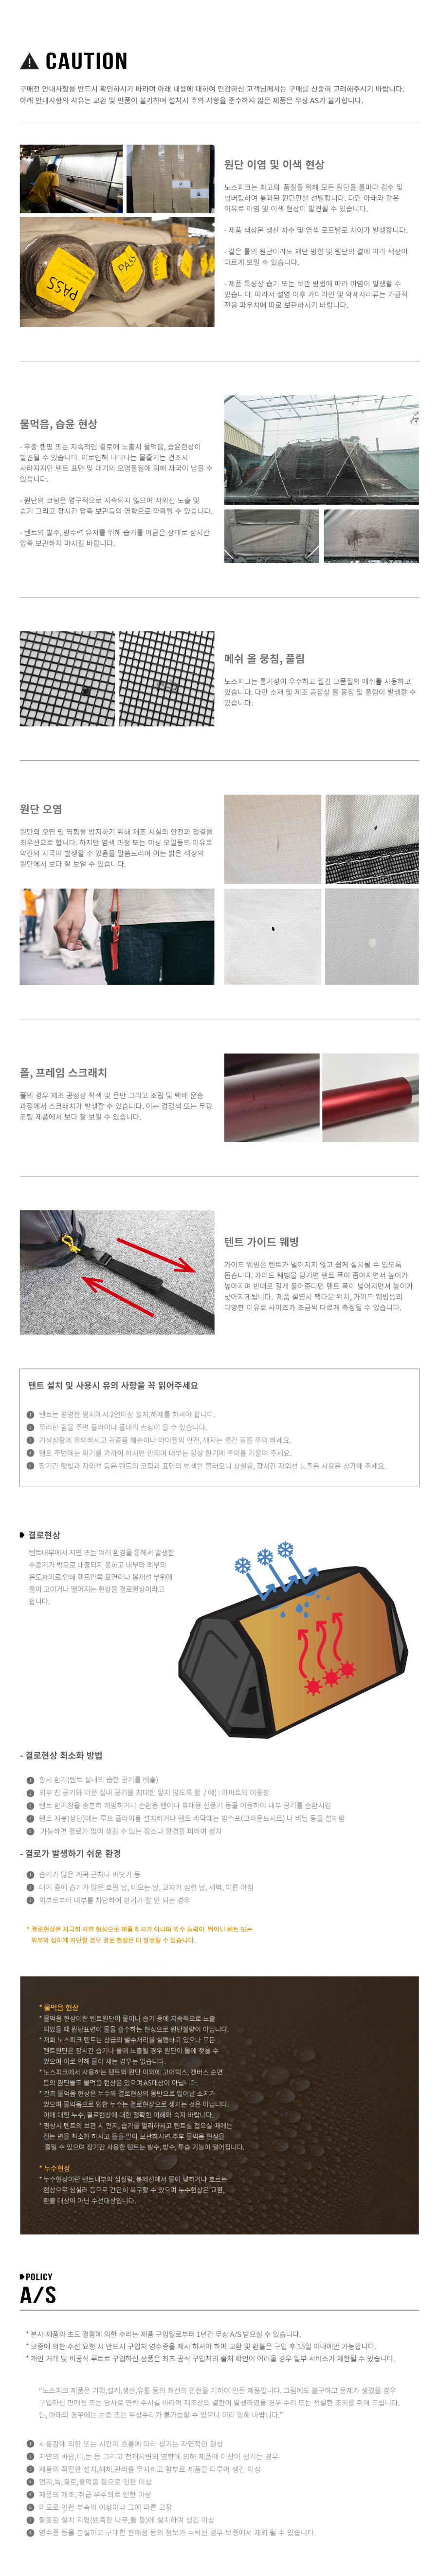 CAUTION
구매전 안내사항을 반드시 확인하시기 바라며 아래 내용에 대하여 민감하신 고객님께서는 구매를 신중히 고려해주시기 바랍니다.
아래 안내사항의 사유는 교환 및 반품이 불가하며 설치시 주의 사항을 준수하지 않은 제품은 무상 AS가 불가합니다.
원단 이염 및 이색 현상
노스피크는 최고의 품질을 위해 모든 원단을 롤마다 검수 및
넘버링하여 통과된 원단만을 선별합니다. 다만 아래와 같은
이유로 이염 및 이색 현상이 발견될 수 있습니다.
- 제품 색상은 생산 차수 및 염색 로트별로 차이가 발생합니다.
- 같은 롤의 원단이라도 재단 방향 및 원단의 결에 따라 색상이
다르게 보일 수 있습니다.
- 제품 특성상 습기 또는 보관 방법에 따라 이염이 발생할 수
있습니다. 따라서 설명 이후 가이라인 및 악세사리류는 가급적
전용 파우치에 따로 보관하시기 바랍니다.
PASS
PASS
PASS
물먹음, 습윤 현상
- 우중 캠핑 또는 지속적인 결로에 노출시 물먹음, 습윤현상이
발견될 수 있습니다. 이로인해 나타나는 물줄기는 건조시
사라지지만 텐트 표면 및 대기의 오염물질에 의해 자국이 남을 수
있습니다.
- 원단의 코팅은 영구적으로 지속되지 않으며 자외선 노출 및
습기 그리고 장시간 압축 보관등의 영향으로 약화될 수 있습니다.
- 텐트의 발수, 방수력 유지를 위해 습기를 머금은 상태로 장시간
압축 보관하지 마시길 바랍니다.
메쉬 올 뭉침, 풀림
노스피크는 통기성이 우수하고 질긴 고품질의 메쉬를 사용하고
있습니다. 다만 소재 및 제조 공정상 올 뭉침 및 풀림이 발생할 수
있습니다.
원단 오염
원단의 오염 및 찍힘을 방지하기 위해 제조 시설의 안전과 청결을
최우선으로 합니다. 하지만 염색 과정 또는 미싱 오일등의 이유로
약간의 자국이 발생할 수 있음을 말씀드리며 이는 밝은 색상의
원단에서 보다 잘 보일 수 있습니다.
폴, 프레임 스크래치
폴의 경우 제조 공정상 착색 및 운반 그리고 조립 및 택배 운송
과정에서 스크래치가 발생할 수 있습니다. 이는 검정색 또는 무광
코팅 제품에서 보다 잘 보일 수 있습니다.
텐트 가이드 웨빙
가이드 웨빙은 텐트가 벌어지지 않고 쉽게 설치될 수 있도록
돕습니다. 가이드 웨빙을 당기면 텐트 폭이 좁아지면서 높이가
높아지며 반대로 길게 풀어준다면 텐트 폭이 넓어지면서 높이가
낮아지게됩니다. 제품 설명시 팩다운 위치, 가이드 웨빙등의
다양한 이유로 사이즈가 조금씩 다르게 측정될 수 있습니다.
텐트 설치 및 사용시 유의 사항을 꼭 읽어주세요
1 텐트는 평평한 평지에서 2인이상 설치,해체를 하셔야 합니다.
2 무리한 힘을 주면 플라이나 폴대의 손상이 올 수 있습니다.
3 기상상황에 유의하시고 귀중품 훼손이나 아이들의 안전, 깨지는 물건 등을 주의 하세요.
4 텐트 주변에는 화기를 가까이 하시면 안되며 내부는 항상 환기에 주의를 기울여 주세요.
5 장기간 햇빛과 자외선 등은 텐트의 코팅과 표면의 변색을 불러오니 상설용, 장시간 자외선 노출은 사용은 삼가해 주세요.
결로현상
텐트내부에서 지면 또는 여러 환경을 통해서 발생한
수증기가 밖으로 배출되지 못하고 내부와 외부의
온도차이로 인해 텐트안쪽 표면이나 봉재선 부위에
물이 고이거나 떨어지는 현상을 결로현상이라고
합니다.
- 결로현상 최소화 방법
1 항시 환기(텐트 실내의 습한 공기를 배출)
2 외부 찬 공기와 더운 실내 공기를 최대한 닿지 않도록 함 / 예) : 아파트의 이중창
3 텐트 환기창을 충분히 개방하거나 순환용 팬이나 휴대용 선풍기 등을 이용하여 내부 공기를 순환시킴
4 텐트 지붕(상단)에는 루프 플라이를 설치하거나 텐트 바닥에는 방수포(그라운드시트) 나 비닐 등을 설치함
5 가능하면 결로가 많이 생길 수 있는 장소나 환경을 피하여 설치
- 결로가 발생하기 쉬운 환경
1 습기가 많은 계곡 근처나 바닷가 등
2 대기 중에 습기가 많은 흐린 날, 비오는 날, 교차가 심한 날, 새벽, 이른 아침
3 외부로부터 내부를 차단하여 환기가 잘 안 되는 경우
* 결로현상은 지극히 자연 현상으로 제품 하자가 아니며 방수 능력이 뛰어난 텐트 또는
외부와 심하게 차단할 경우 결로 현상은 더 발생될 수 있습니다.
* 물먹음 현상
* 물먹음 현상이란 텐트원단이 물이나 습기 등에 지속적으로 노출
되었을 때 원단표면이 물을 흡수하는 현상으로 원단불량이 아닙니다.
* 저희 노스피크 텐트는 상급의 발수처리를 실행하고 있으나 모든
텐트원단은 장시간 습기나 물에 노출될 경우 원단이 물에 젖을 수
있으며 이로 인해 물이 새는 경우는 없습니다.
* 노스피크에서 사용하는 텐트의 원단 이외에 고어텍스, 캔버스 순면
등의 원단들도 물먹음 현상은 있으며 AS대상이 아닙니다.
* 간혹 물먹음 현상은 누수와 결로현상의 동반으로 일어날 소지가
있으며 물먹음으로 인한 누수는 결로현상으로 생기는 것은 아닙니다.
이에 대한 누수, 결로현상에 대한 정확한 이해와 숙지 바랍니다.
* 평상시 텐트의 보관 시 먼지, 습기를 멀리하시고 텐트를 접으실 때에는
접는 면을 최소화 하시고 돌돌 말아 보관하시면 추후 물먹음 현상을
줄일 수 있으며 장기간 사용한 텐트는 발수, 방수, 투습 기능이 떨어집니다.
* 누수현상
* 누수현상이란 텐트내부의 심실링, 봉제선에서 물이 맺히거나 흐르는
현상으로 심실러 등으로 간단히 복구할 수 있으며 누수현상은 교환,
환불 대상이 아닌 수선대상입니다.
POLICY
A/S
* 본사 제품의 초도 결함에 의한 수리는 제품 구입일로부터 1년간 무상 A/S 받으실 수 있습니다.
* 보증에 의한 수선 요청 시 반드시 구입처 영수증을 제시 하셔야 하며 교환 및 환불은 구입 후 15일 이내에만 가능합니다.
* 개인 거래 및 비공식 루트로 구입하신 상품은 최초 공식 구입처의 출처 확인이 어려울 경우 일부 서비스가 제한될 수 있습니다.
"노스피크 제품은 기획,설계,생산,유통 등의 최선의 만전을 기하며 만든 제품입니다. 그럼에도 불구하고 문제가 생겼을 경우
구입하신 판매점 또는 당사로 연락 주시길 바라며 제조상의 결함이 발생하였을 경우 수리 또는 적절한 조치를 취해 드립니다.
단, 아래의 경우에는 보증 또는 무상수리가 불가능할 수 있으니 미리 양해 바랍니다."
1 사용감에 의한 또는 시간이 흐름에 따라 생기는 자연적인 현상
2 자연의 바람,비,눈 등 그리고 천재지변의 영향에 의해 제품에 이상이 생기는 경우
3 제품의 적절한 설치,해체,관리를 무시하고 함부로 제품을 다루어 생긴 이상
4 먼지,녹,결로,물먹음 등으로 인한 이상
5 제품의 개조, 취급 부주의로 인한 이상
6 마모로 인한 부속의 이상이나 그에 따른 고장
7 잘못된 설치 지형(뾰족한 나무,돌 등)에 설치하여 생긴 이상
8 영수증 등을 분실하고 구매한 판매점 등의 정보가 누락된 경우 보증에서 제외 될 수 있습니다.